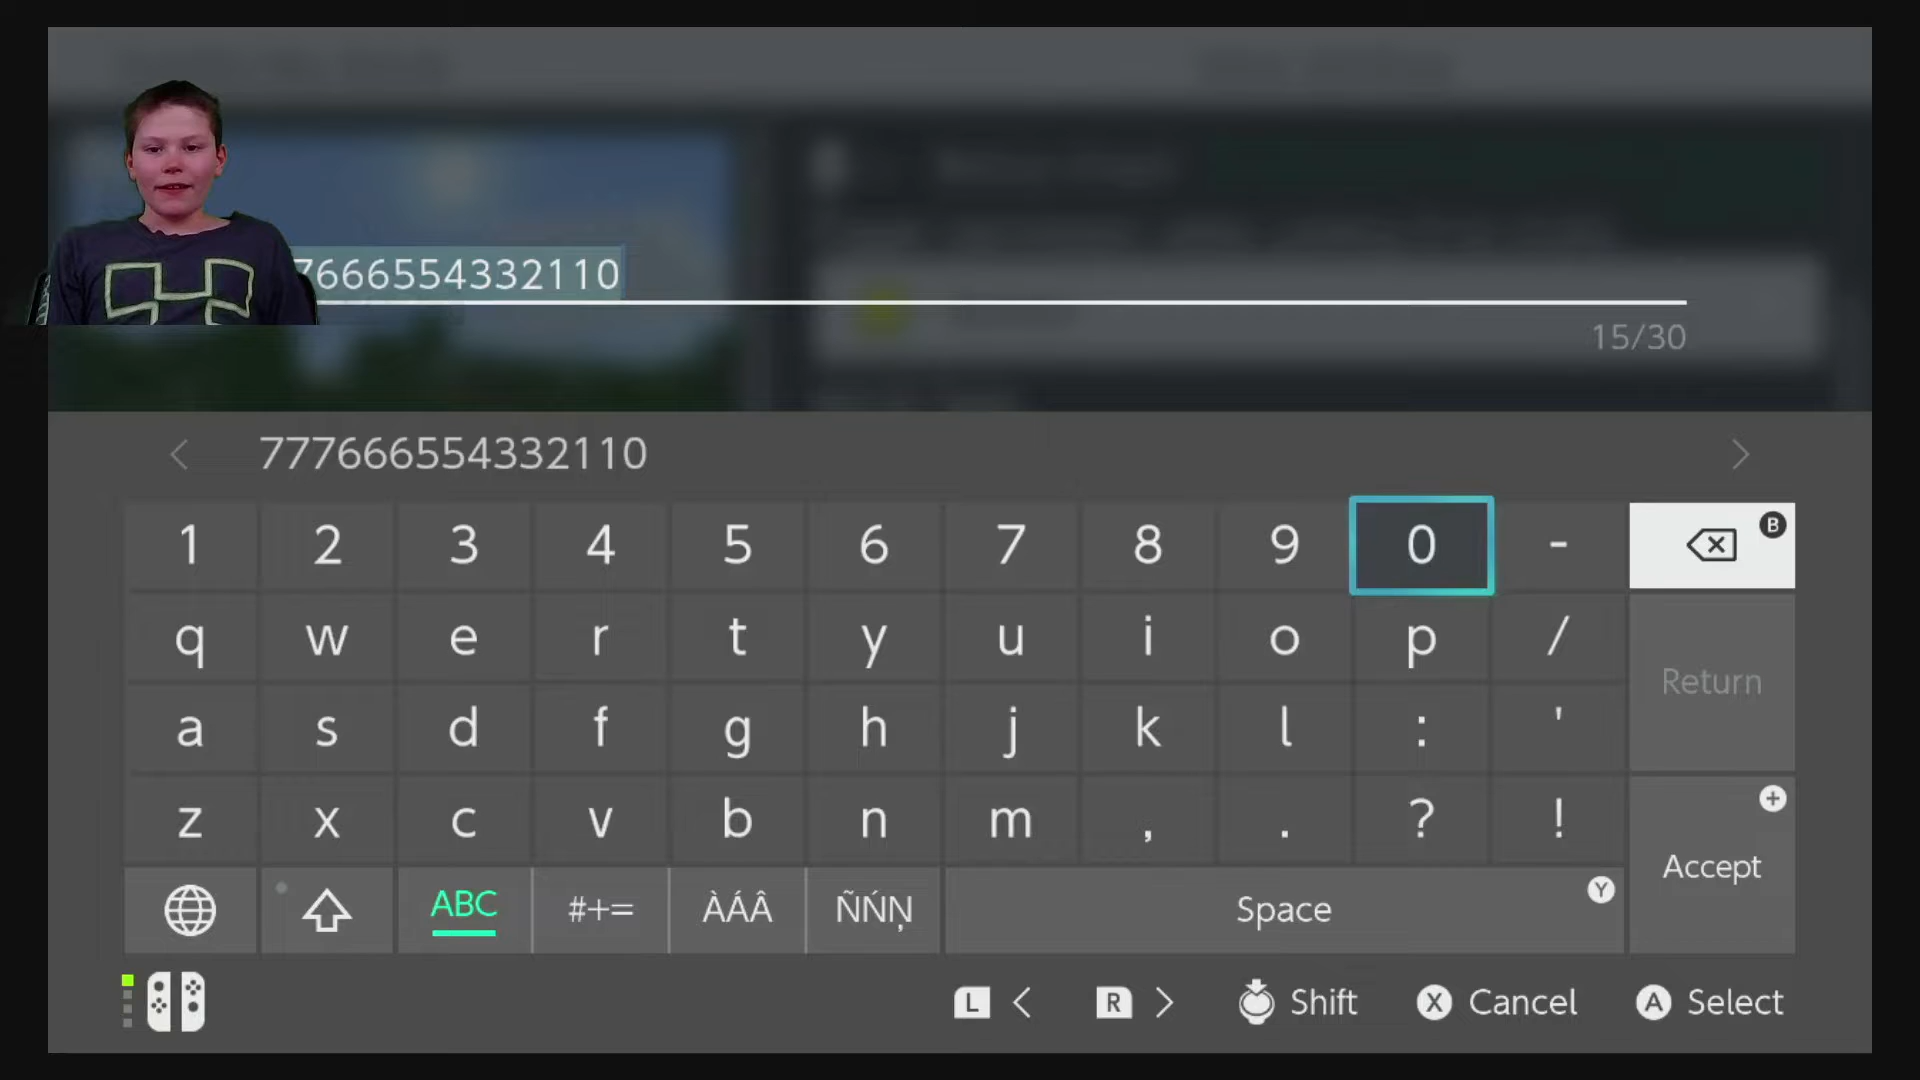 7666554332110
15/30
777666554332110
1 2 3 4 5 6 7 8 9 0 - B
q w e r t y u i o p /
Return
a s d f g h j k l : '
z x c v b n m , . ? ! +
Accept
ABC #+= ÀÁÂ ÑŃŅ Space Y
L < R > Shift X Cancel A Select